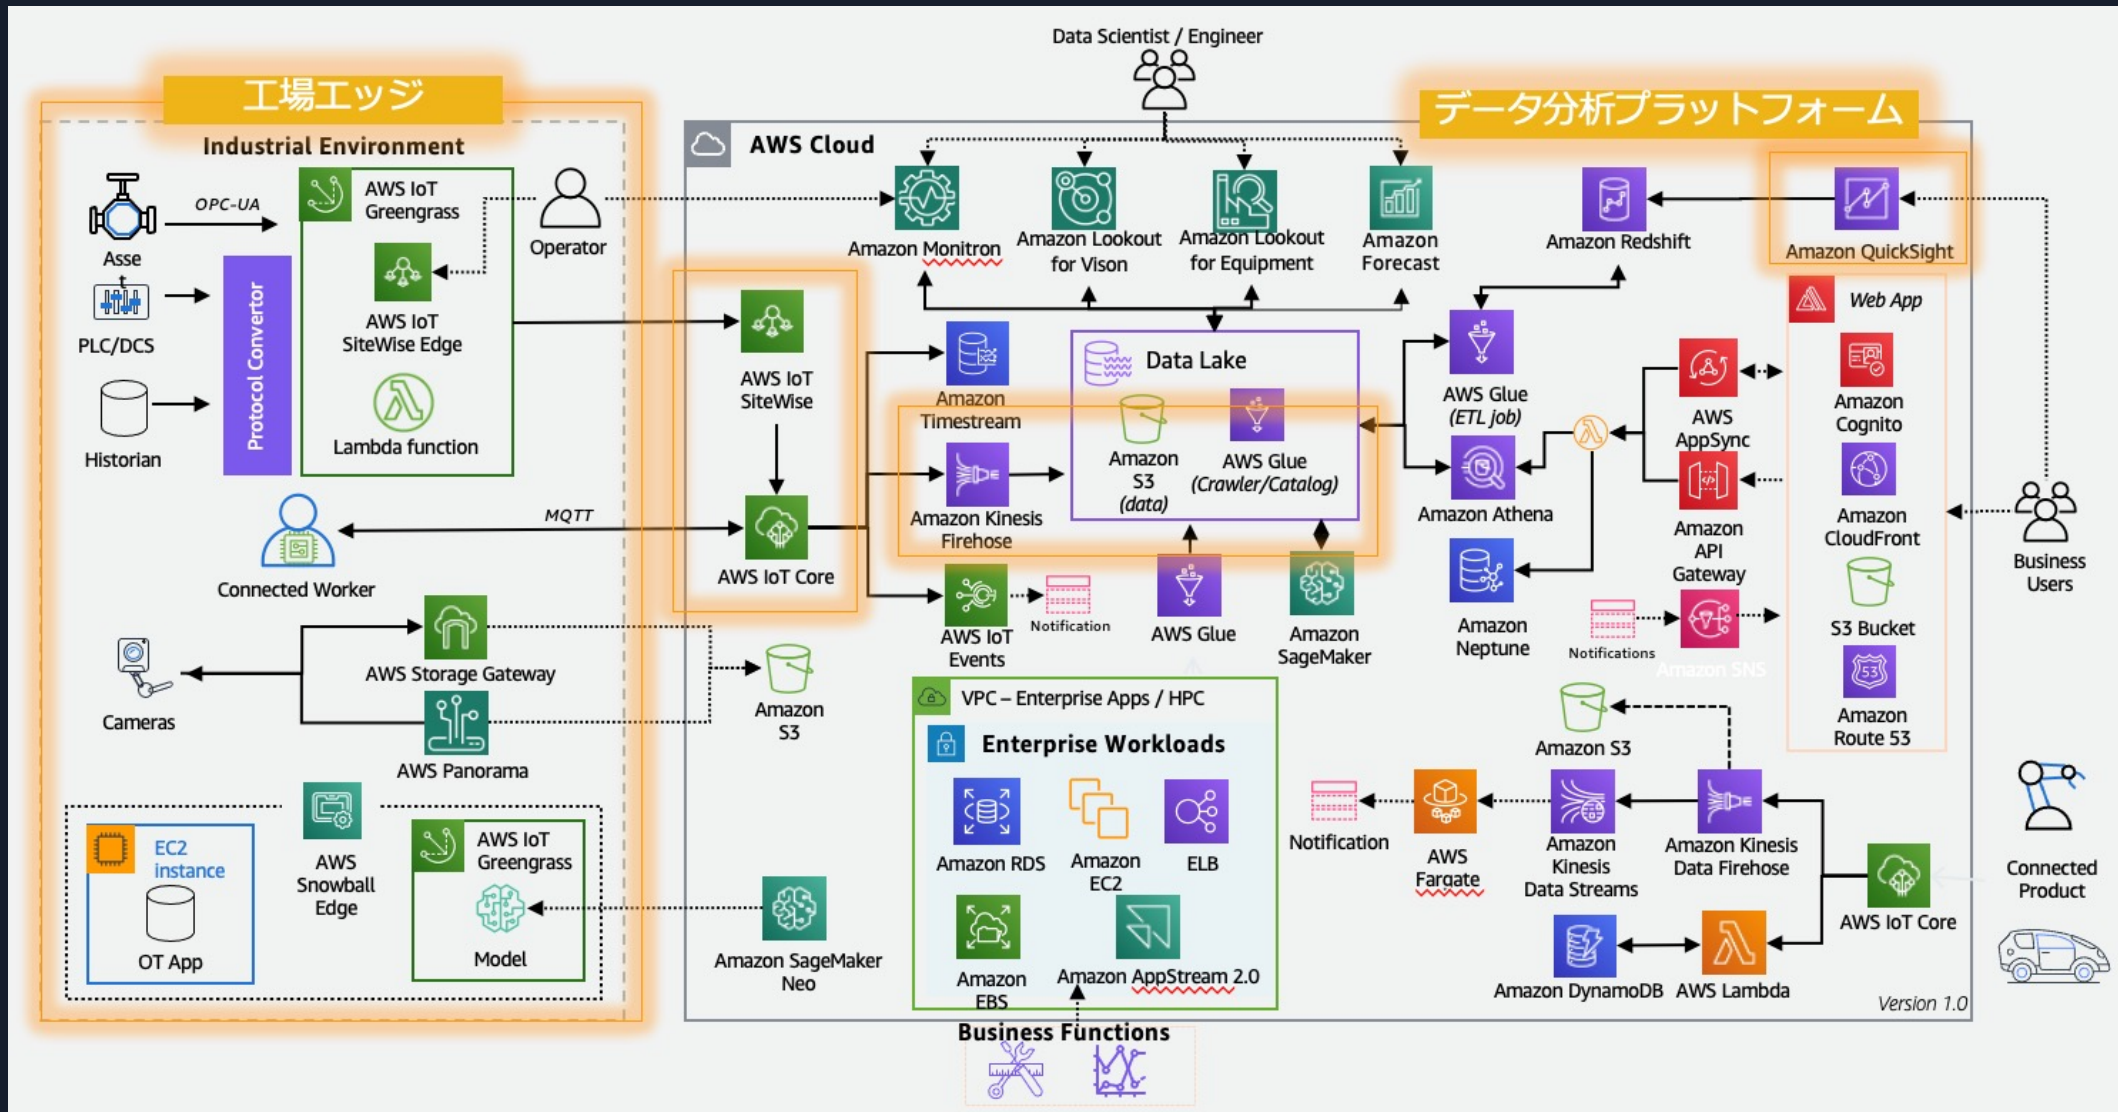 Data Scientist / Engineer
工場エッジ
データ分析プラットフォーム
Industrial Environment
AWS Cloud
OPC-UA
AWS IoT
Greengrass
Asse
t
Operator
AWS IoT
SiteWise Edge
PLC/DCS
Protocol Convertor
Historian
Lambda function
Connected Worker
MQTT
AWS Storage Gateway
Cameras
AWS Panorama
EC2
instance
OT App
AWS
Snowball
Edge
AWS IoT
Greengrass
Model
Amazon Monitron
Amazon Lookout
for Vison
Amazon Lookout
for Equipment
Amazon
Forecast
Amazon Redshift
Amazon QuickSight
AWS IoT
SiteWise
AWS IoT Core
Amazon
Timestream
Amazon Kinesis
Firehose
AWS IoT
Events
Notification
Data Lake
Amazon
S3
(data)
AWS Glue
(Crawler/Catalog)
AWS Glue
Amazon
SageMaker
AWS Glue
(ETL job)
Amazon Athena
Amazon
Neptune
AWS
AppSync
Amazon
API
Gateway
Notifications
Amazon SNS
Web App
Amazon
Cognito
Amazon
CloudFront
S3 Bucket
53
Amazon
Route 53
Business
Users
Amazon
S3
Amazon SageMaker
Neo
VPC – Enterprise Apps / HPC
Enterprise Workloads
Amazon RDS
Amazon
EC2
ELB
Amazon
EBS
Amazon AppStream 2.0
Business Functions
Amazon S3
Notification
AWS
Fargate
Amazon
Kinesis
Data Streams
Amazon Kinesis
Data Firehose
AWS IoT Core
Amazon DynamoDB
AWS Lambda
Connected
Product
Version 1.0